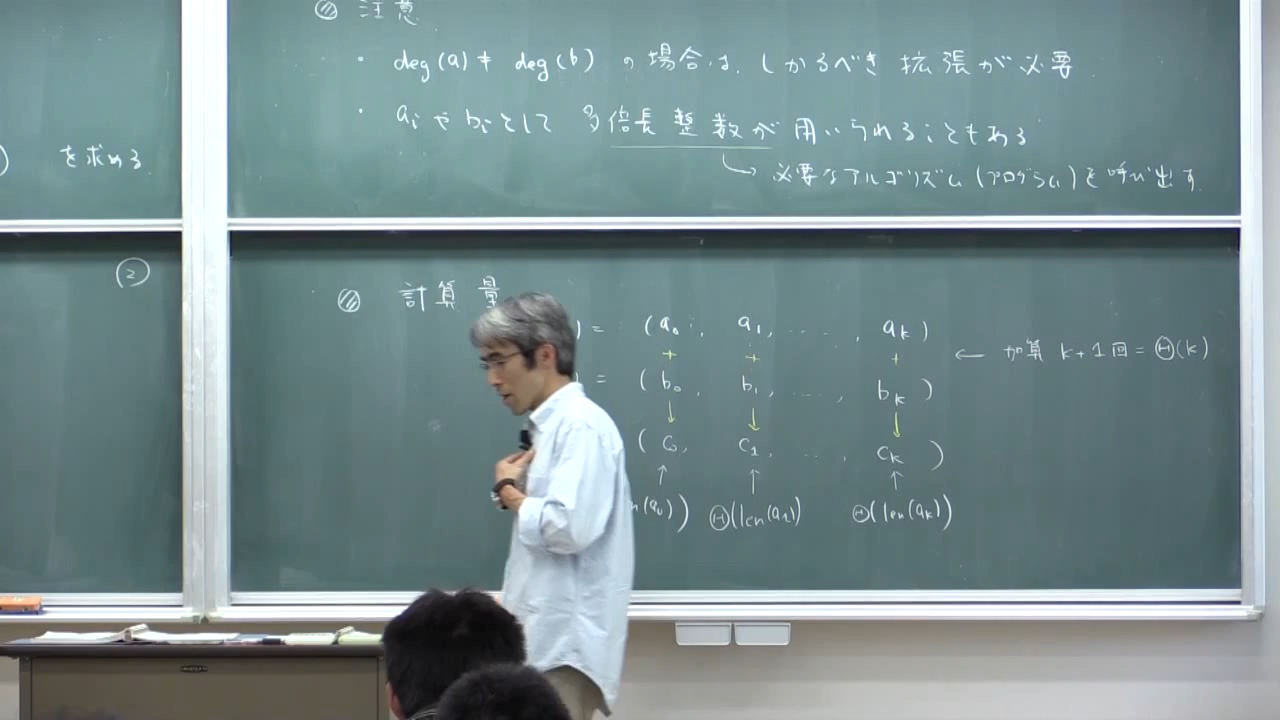 注意
・ deg(a) ≠ deg(b) の場合は、しかるべき 拡張が必要
・ aᵢ や bᵢ として 多倍長整数が 用いられることもある
) を求める
↳ 必要なアルゴリズム(プログラム)を呼び出す
②
計算量
) = (a₀, a₁, ...., aₖ)
+ + +
← 加算 k+1回 = Θ(k)
= (b₀, b₁, ...., bₖ)
↓ ↓ ↓
(c₀, c₁, ...., cₖ)
↑ ↑ ↑
n(a₀)) Θ(len(a₁)) Θ(len(aₖ))